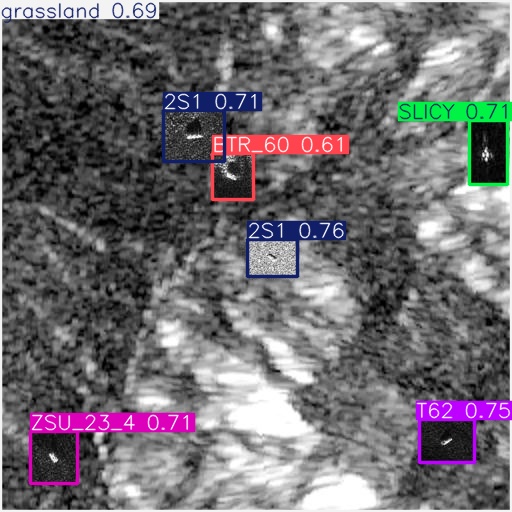 grassland 0.69
2S1 0.71
SLICY 0.71
BTR_60 0.61
2S1 0.76
T62 0.75
ZSU_23_4 0.71